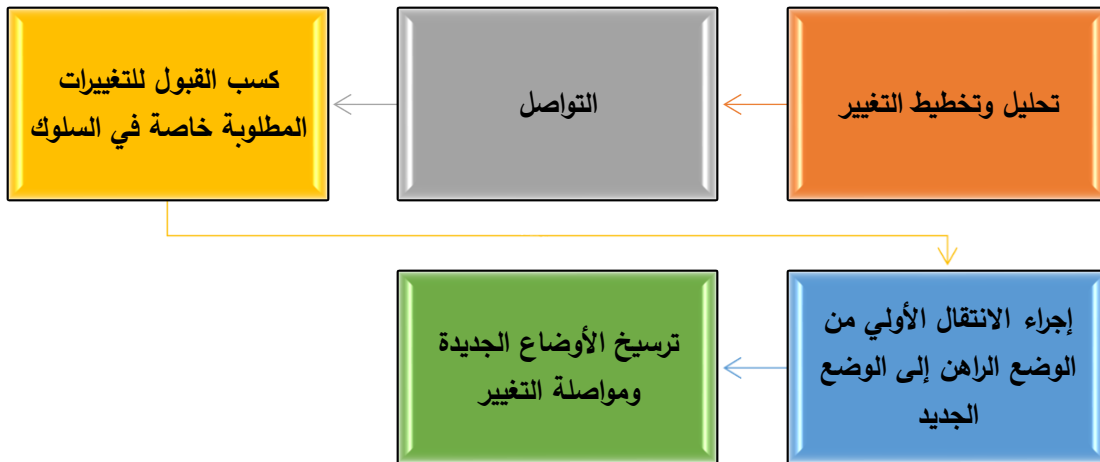 تحليل وتخطيط التغيير
التواصل
كسب القبول للتغييرات
المطلوبة خاصة في السلوك
إجراء الانتقال الأولي من
الوضع الراهن إلى الوضع
الجديد
ترسيخ الأوضاع الجديدة
ومواصلة التغيير